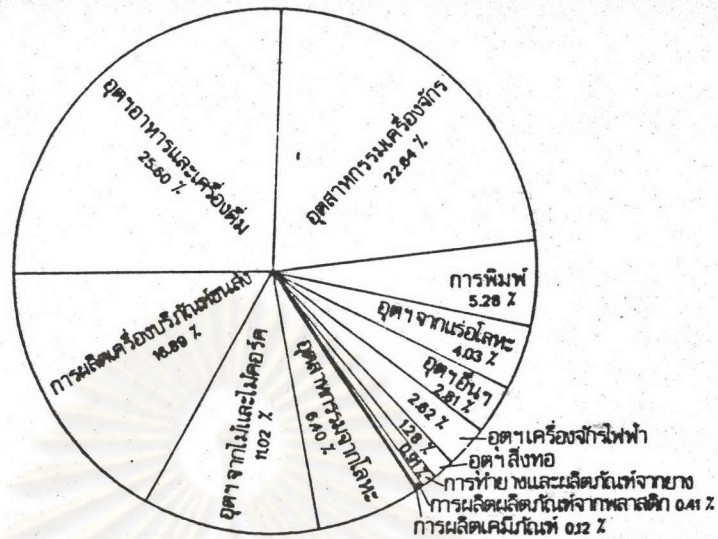 อุตฯอาหารและเครื่องดื่ม
25.60 %
อุตสาหกรรมเครื่องจักร
22.64 %
การพิมพ์
5.28 %
อุตฯจากแร่อโลหะ
4.03 %
อุตฯอื่นๆ
2.81 %
2.62 %
อุตฯเครื่องจักรไฟฟ้า
1.28 %
อุตฯสิ่งทอ
0.91 %
การทำยางและผลิตภัณฑ์จากยาง
การผลิตผลิตภัณฑ์จากพลาสติก 0.41 %
การผลิตเคมีภัณฑ์ 0.12 %
อุตสาหกรรมจากโลหะ
6.40 %
อุตฯจากไม้และไม้คอร์ค
11.02 %
การผลิตเครื่องบริภัณฑ์ขนส่ง
16.89 %